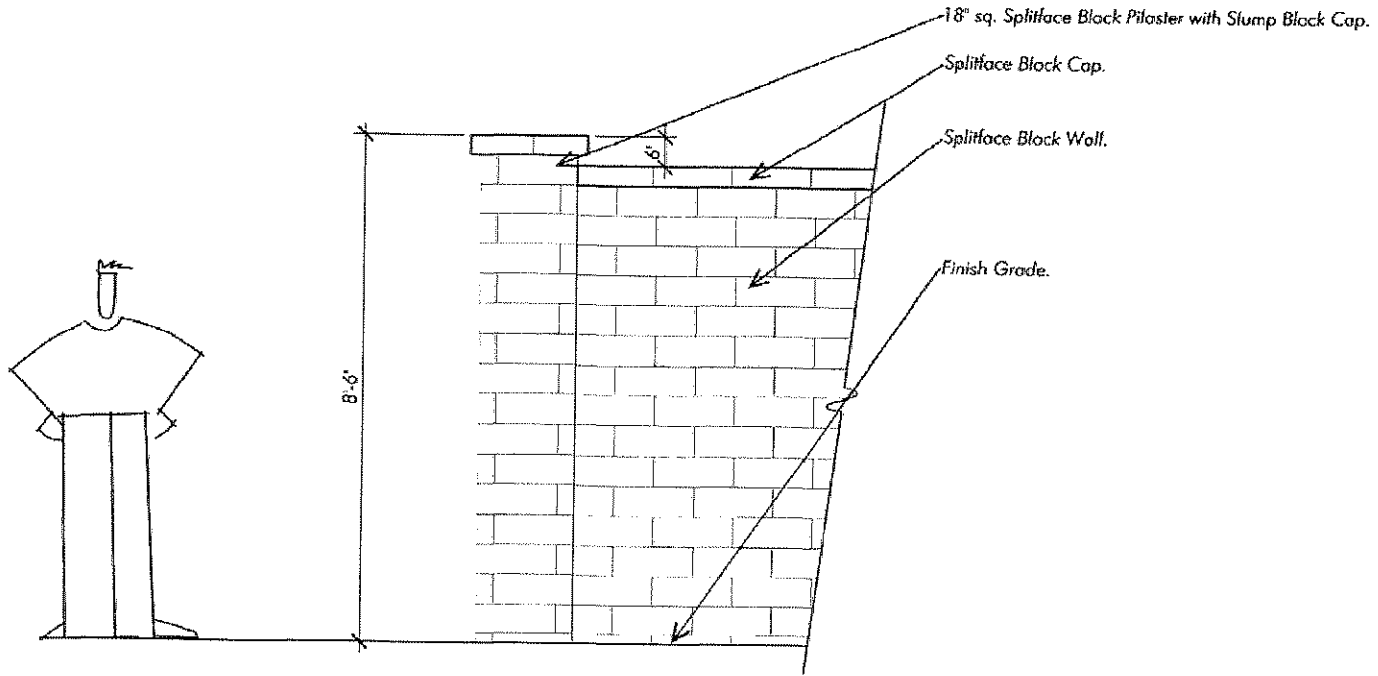 18" sq. Splitface Block Pilaster with Slump Block Cap.
Splitface Block Cap.
6"
Splitface Block Wall.
Finish Grade.
8'-6"